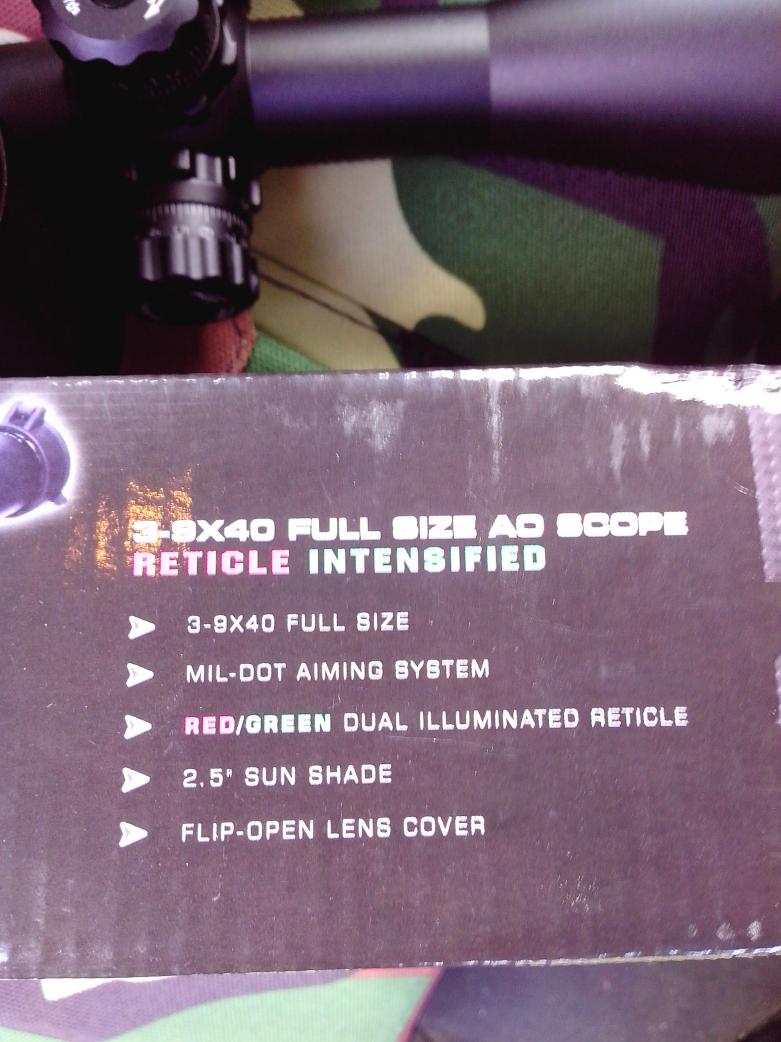 3-9X40 FULL SIZE AO SCOPE
RETICLE INTENSIFIED
3-9X40 FULL SIZE
MIL-DOT AIMING SYSTEM
RED/GREEN DUAL ILLUMINATED RETICLE
2.5" SUN SHADE
FLIP-OPEN LENS COVER